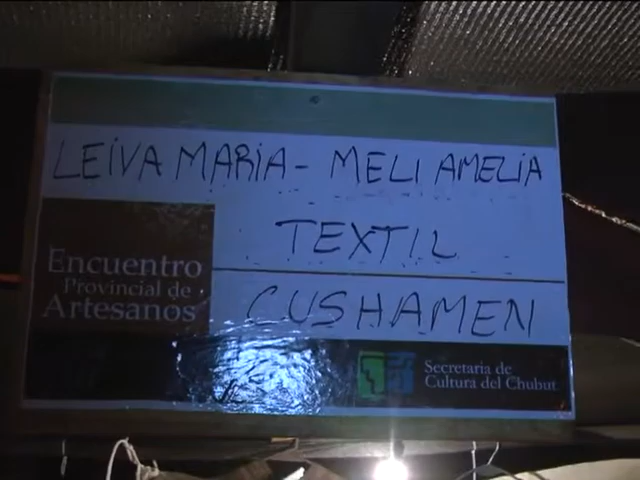 LEIVA MARIA - MELI AMELIA
TEXTIL
CUSHAMEN
Encuentro
Provincial de
Artesanos
Secretaria de
Cultura del Chubut